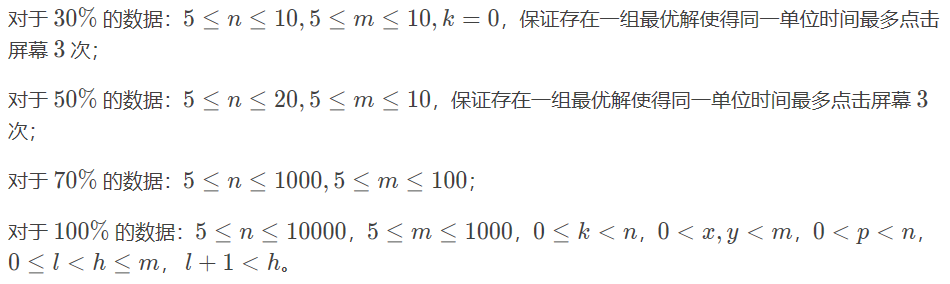 对于 30% 的数据：5 ≤ n ≤ 10, 5 ≤ m ≤ 10, k = 0，保证存在一组最优解使得同一单位时间最多点击
屏幕 3 次；
对于 50% 的数据：5 ≤ n ≤ 20, 5 ≤ m ≤ 10，保证存在一组最优解使得同一单位时间最多点击屏幕 3
次；
对于 70% 的数据：5 ≤ n ≤ 1000, 5 ≤ m ≤ 100；
对于 100% 的数据：5 ≤ n ≤ 10000，5 ≤ m ≤ 1000，0 ≤ k < n，0 < x, y < m，0 < p < n，
0 ≤ l < h ≤ m，l + 1 < h。